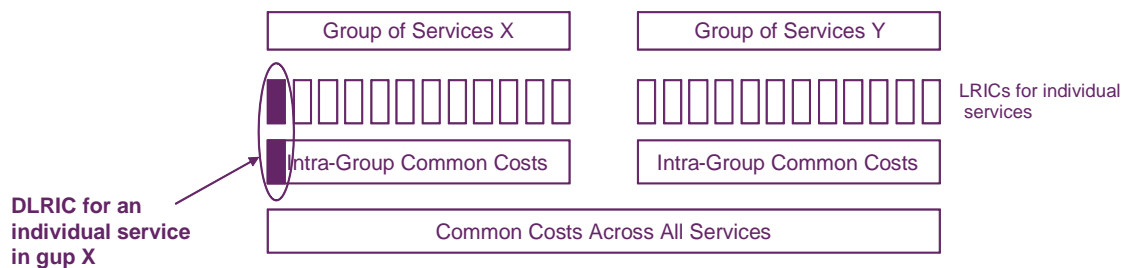 Group of Services X
Group of Services Y
LRICs for individual
services
Intra-Group Common Costs
Intra-Group Common Costs
DLRIC for an
individual service
in gup X
Common Costs Across All Services